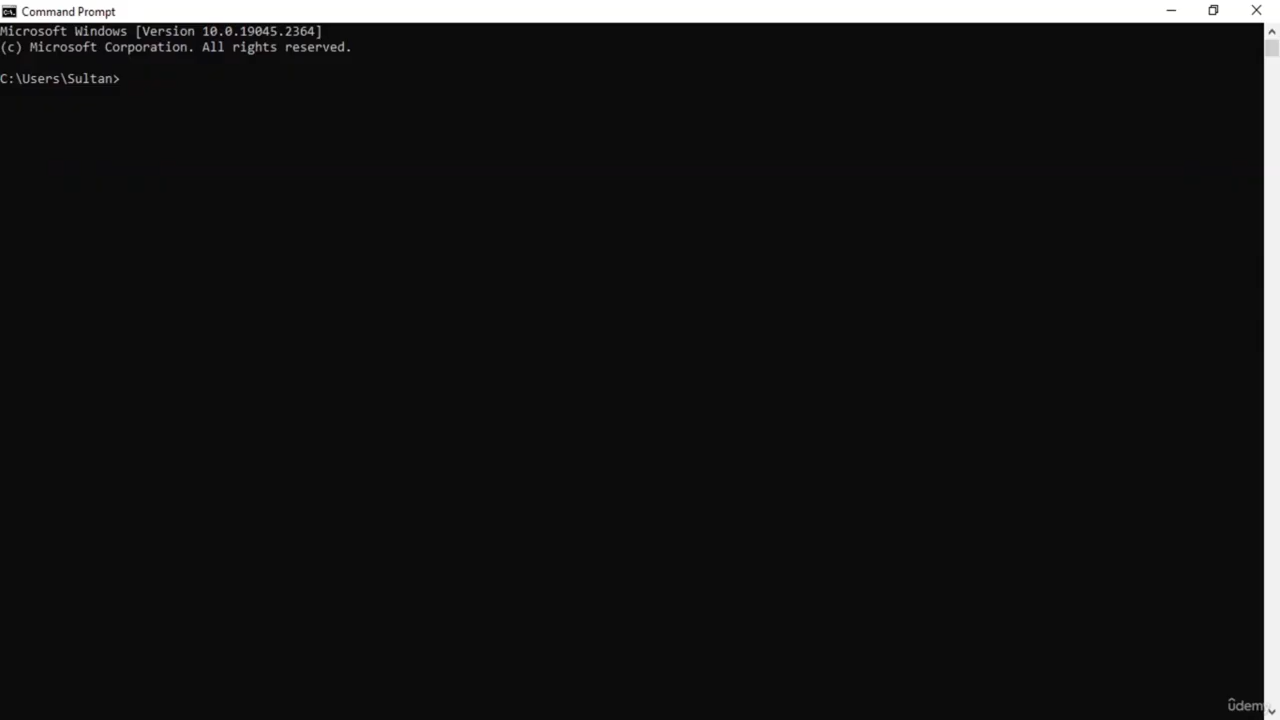 Command Prompt
Microsoft Windows [Version 10.0.19045.2364]
(c) Microsoft Corporation. All rights reserved.
C:\Users\Sultan>
ûdemy